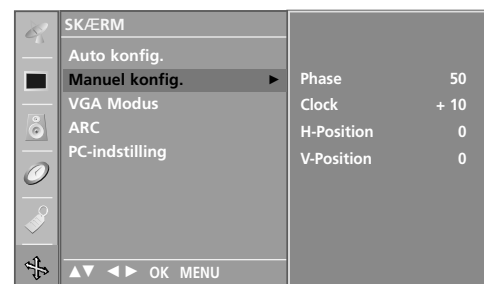 SKÆRM
Auto konfig.
Manuel konfig. ►
VGA Modus
ARC
PC-indstilling
▲▼ ◄► OK MENU
Phase 50
Clock + 10
H-Position 0
V-Position 0